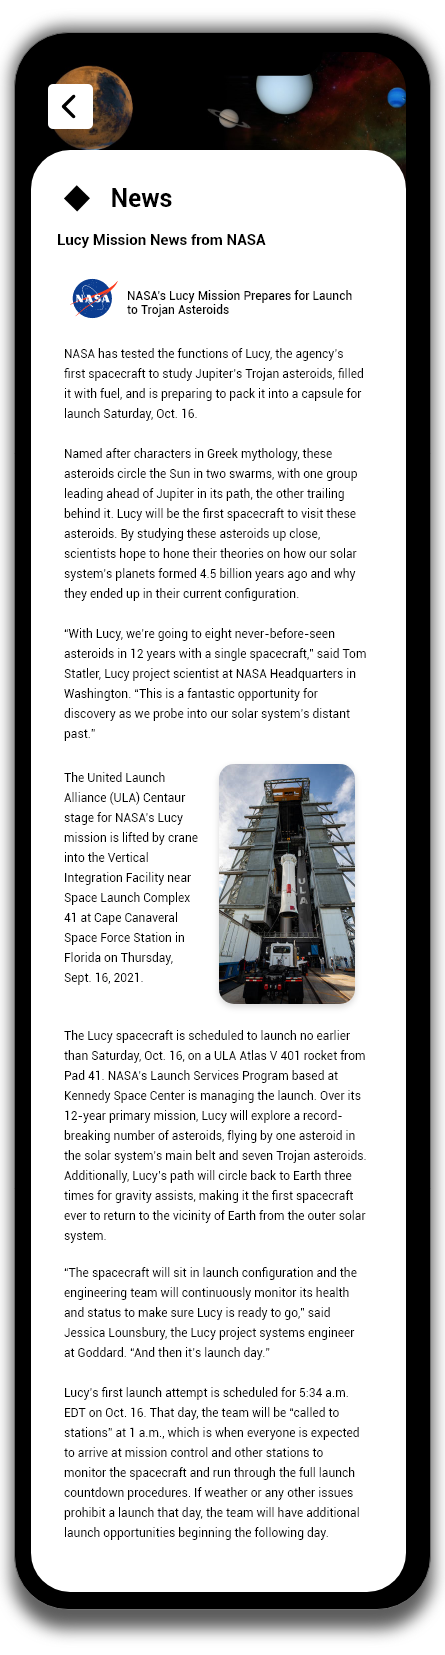 News
Lucy Mission News from NASA
NASA
NASA's Lucy Mission Prepares for Launch
to Trojan Asteroids
NASA has tested the functions of Lucy, the agency's
first spacecraft to study Jupiter's Trojan asteroids, filled
it with fuel, and is preparing to pack it into a capsule for
launch Saturday, Oct. 16.
Named after characters in Greek mythology, these
asteroids circle the Sun in two swarms, with one group
leading ahead of Jupiter in its path, the other trailing
behind it. Lucy will be the first spacecraft to visit these
asteroids. By studying these asteroids up close,
scientists hope to hone their theories on how our solar
system's planets formed 4.5 billion years ago and why
they ended up in their current configuration.
“With Lucy, we're going to eight never-before-seen
asteroids in 12 years with a single spacecraft,” said Tom
Statler, Lucy project scientist at NASA Headquarters in
Washington. “This is a fantastic opportunity for
discovery as we probe into our solar system's distant
past.”
The United Launch
Alliance (ULA) Centaur
stage for NASA's Lucy
mission is lifted by crane
into the Vertical
Integration Facility near
Space Launch Complex
41 at Cape Canaveral
Space Force Station in
Florida on Thursday,
Sept. 16, 2021.
ULA
The Lucy spacecraft is scheduled to launch no earlier
than Saturday, Oct. 16, on a ULA Atlas V 401 rocket from
Pad 41. NASA's Launch Services Program based at
Kennedy Space Center is managing the launch. Over its
12-year primary mission, Lucy will explore a record-
breaking number of asteroids, flying by one asteroid in
the solar system's main belt and seven Trojan asteroids.
Additionally, Lucy's path will circle back to Earth three
times for gravity assists, making it the first spacecraft
ever to return to the vicinity of Earth from the outer solar
system.
“The spacecraft will sit in launch configuration and the
engineering team will continuously monitor its health
and status to make sure Lucy is ready to go,” said
Jessica Lounsbury, the Lucy project systems engineer
at Goddard. “And then it's launch day.”
Lucy's first launch attempt is scheduled for 5:34 a.m.
EDT on Oct. 16. That day, the team will be “called to
stations” at 1 a.m., which is when everyone is expected
to arrive at mission control and other stations to
monitor the spacecraft and run through the full launch
countdown procedures. If weather or any other issues
prohibit a launch that day, the team will have additional
launch opportunities beginning the following day.